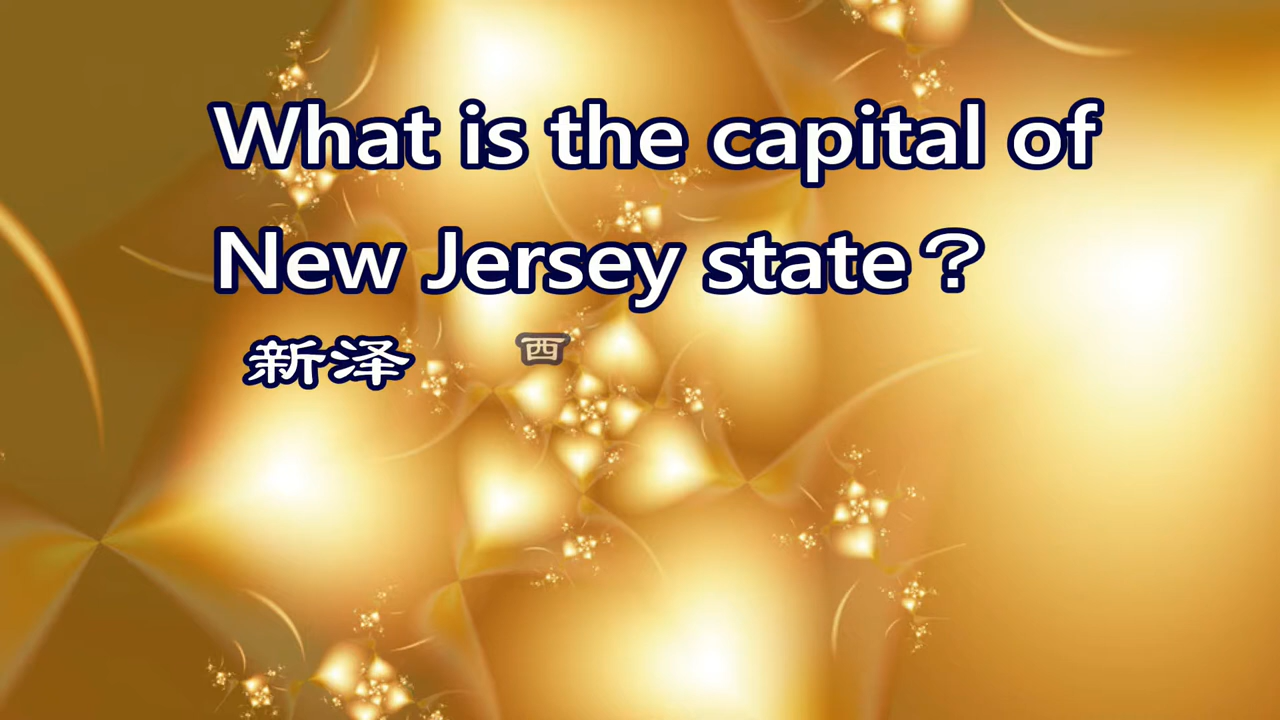 What is the capital of
New Jersey state？
新泽 西